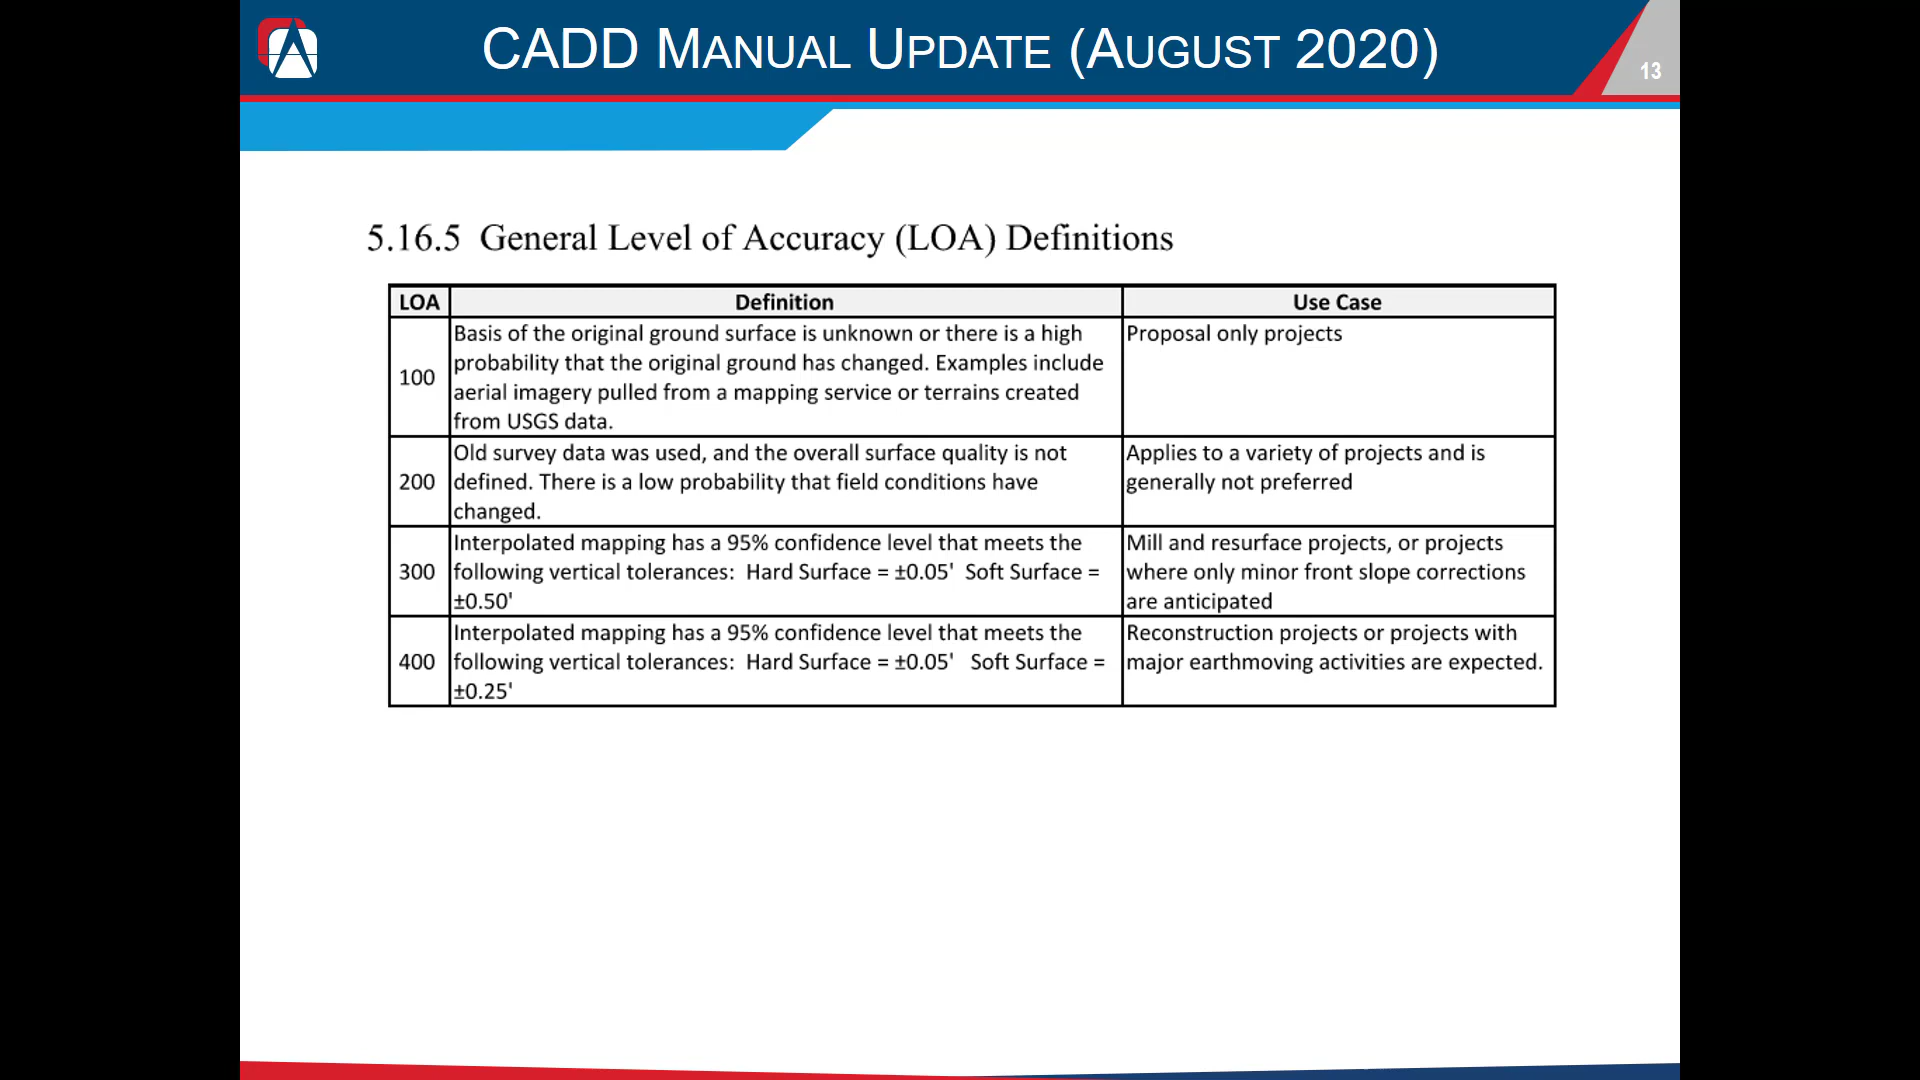 CADD MANUAL UPDATE (AUGUST 2020)
13
5.16.5 General Level of Accuracy (LOA) Definitions
LOA Definition Use Case
100
Basis of the original ground surface is unknown or there is a high
probability that the original ground has changed. Examples include
aerial imagery pulled from a mapping service or terrains created
from USGS data.
Proposal only projects
200
Old survey data was used, and the overall surface quality is not
defined. There is a low probability that field conditions have
changed.
Applies to a variety of projects and is
generally not preferred
300
Interpolated mapping has a 95% confidence level that meets the
following vertical tolerances: Hard Surface = ±0.05' Soft Surface =
±0.50'
Mill and resurface projects, or projects
where only minor front slope corrections
are anticipated
400
Interpolated mapping has a 95% confidence level that meets the
following vertical tolerances: Hard Surface = ±0.05' Soft Surface =
±0.25'
Reconstruction projects or projects with
major earthmoving activities are expected.